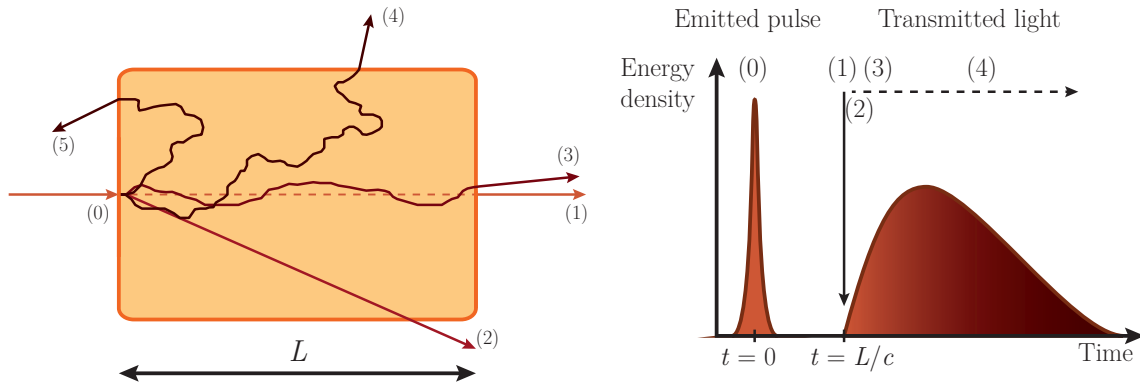 (4)
(5)
(3)
(0)
(1)
(2)
L
Emitted pulse
Transmitted light
Energy
density
(0)
(1) (3)
(4)
(2)
t = 0
t = L/c
Time